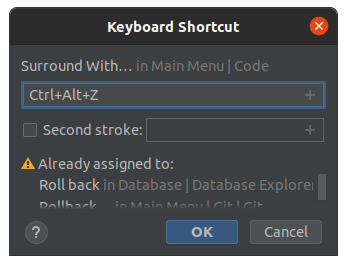 Keyboard Shortcut
Surround With... in Main Menu | Code
Ctrl+Alt+Z
Second stroke:
Already assigned to:
Roll back in Database | Database Explorer
Rollback... in Main Menu | Git | Git
? OK Cancel